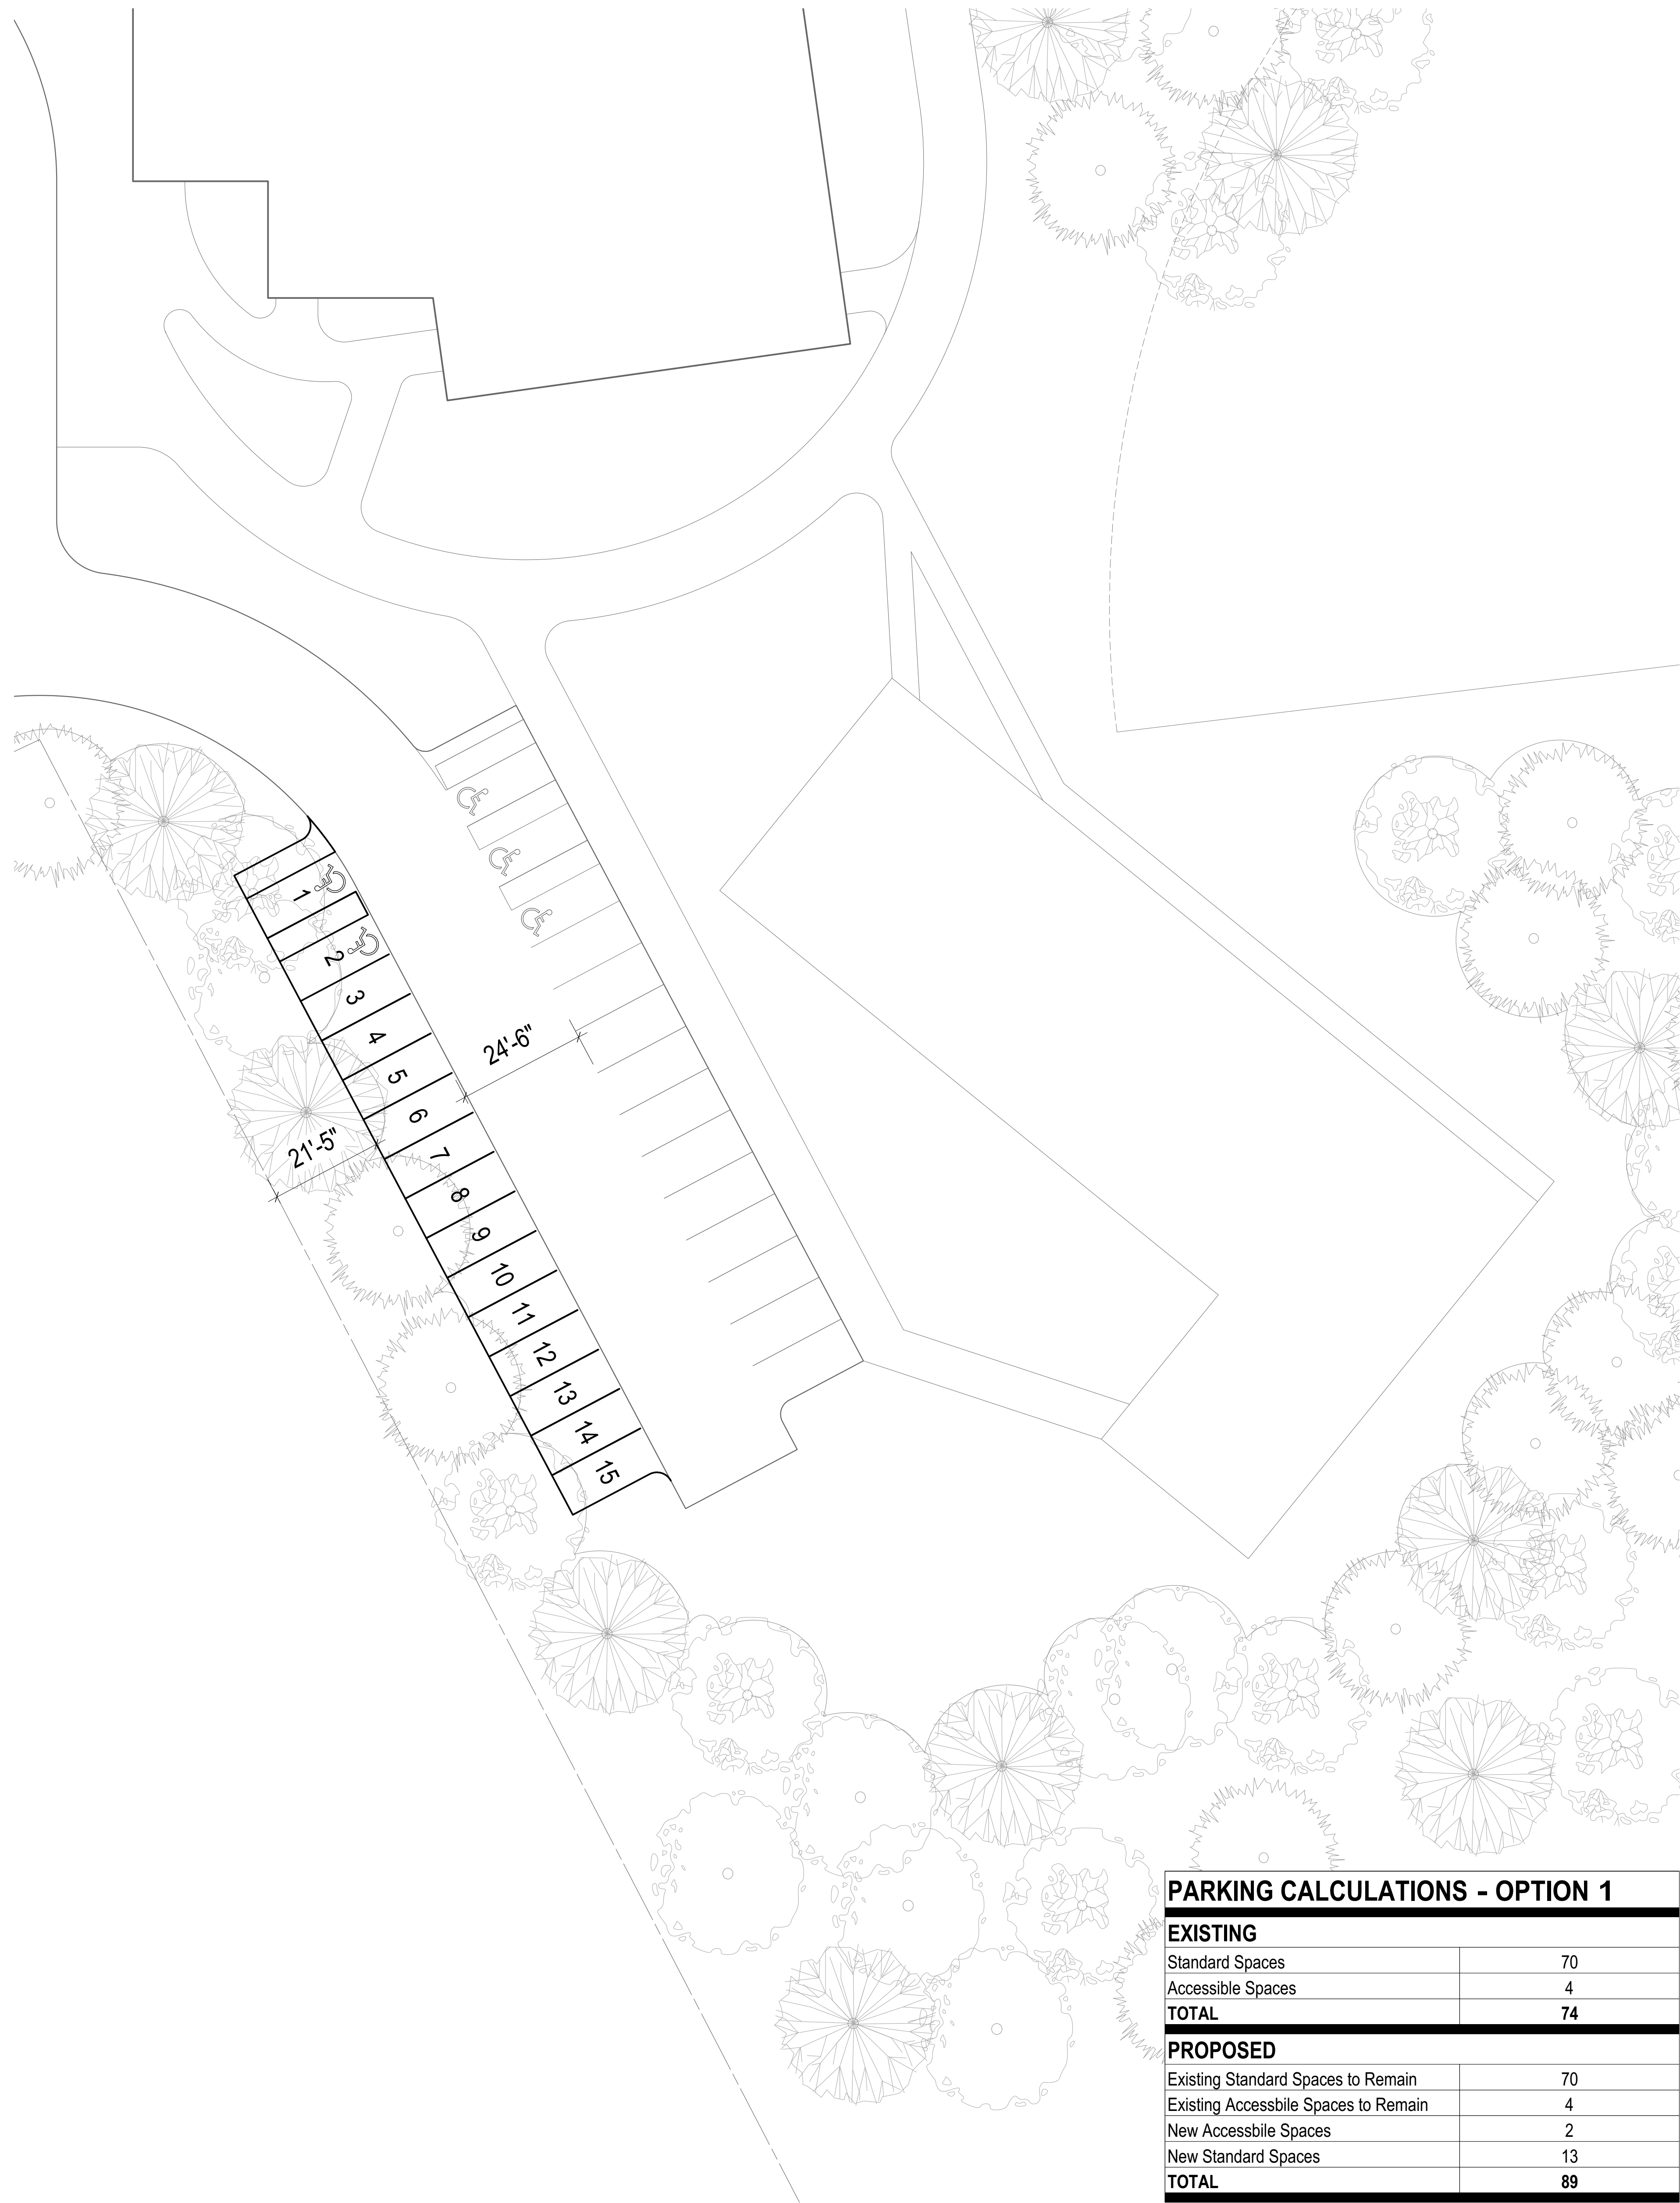 1
2
3
4
5
6
7
8
9
10
11
12
13
14
15
24'-6"
21'-5"
PARKING CALCULATIONS - OPTION 1
EXISTING
Standard Spaces 70
Accessible Spaces 4
TOTAL 74
PROPOSED
Existing Standard Spaces to Remain 70
Existing Accessbile Spaces to Remain 4
New Accessbile Spaces 2
New Standard Spaces 13
TOTAL 89